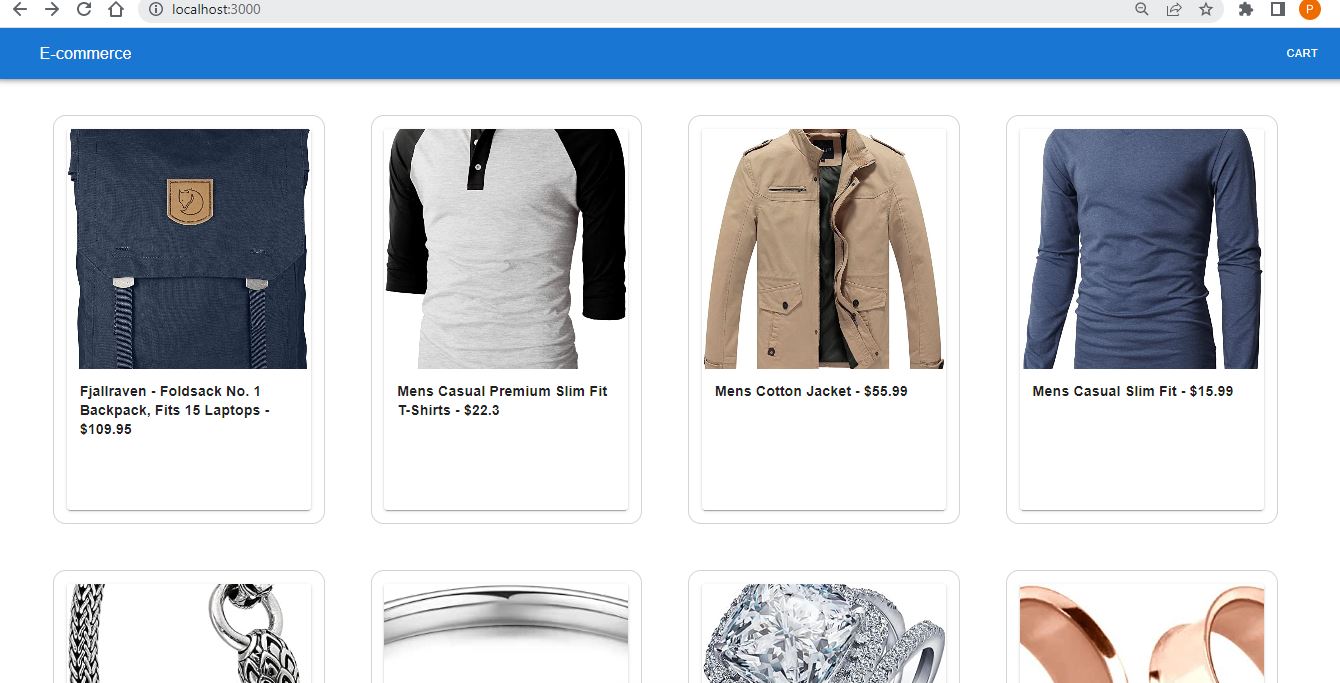 localhost:3000
P
E-commerce
CART
Fjallraven - Foldsack No. 1
Backpack, Fits 15 Laptops -
$109.95
Mens Casual Premium Slim Fit
T-Shirts - $22.3
Mens Cotton Jacket - $55.99
Mens Casual Slim Fit - $15.99